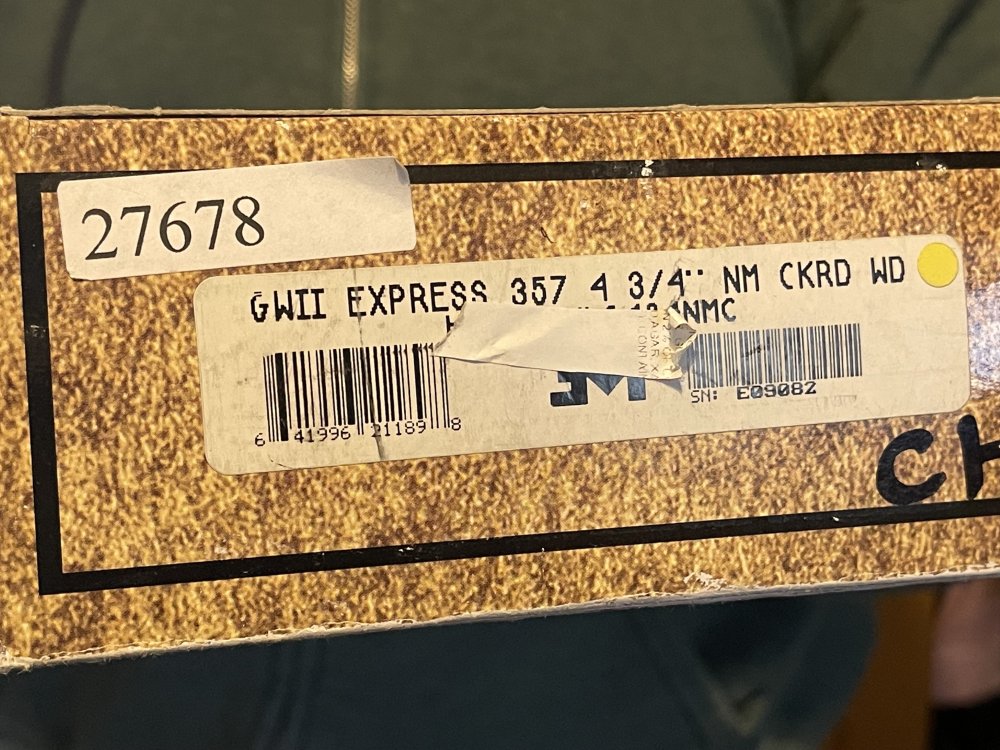 27678
GWII EXPRESS 357 4 3/4" NM CKRD WD
NMC
6 41996 21189 8
SN: E09082
CH